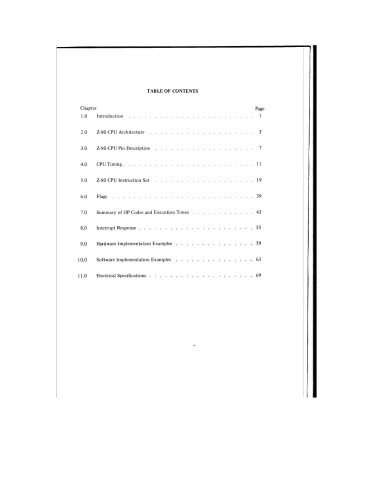 TABLE OF CONTENTS
Chapter Page
1.0 Introduction . . . . . . . . . . . . . . . . . . . . . . . . 1
2.0 Z-80 CPU Architecture . . . . . . . . . . . . . . . . . . . . 3
3.0 Z-80 CPU Pin Description . . . . . . . . . . . . . . . . . . . 7
4.0 CPU Timing . . . . . . . . . . . . . . . . . . . . . . . . . 11
5.0 Z-80 CPU Instruction Set . . . . . . . . . . . . . . . . . . . 19
6.0 Flags . . . . . . . . . . . . . . . . . . . . . . . . . . . 39
7.0 Summary of OP Codes and Execution Times . . . . . . . . . . . . 43
8.0 Interrupt Response . . . . . . . . . . . . . . . . . . . . . . 55
9.0 Hardware Implementation Examples . . . . . . . . . . . . . . . 59
10.0 Software Implementation Examples . . . . . . . . . . . . . . . 63
11.0 Electrical Specifications . . . . . . . . . . . . . . . . . . . . 69